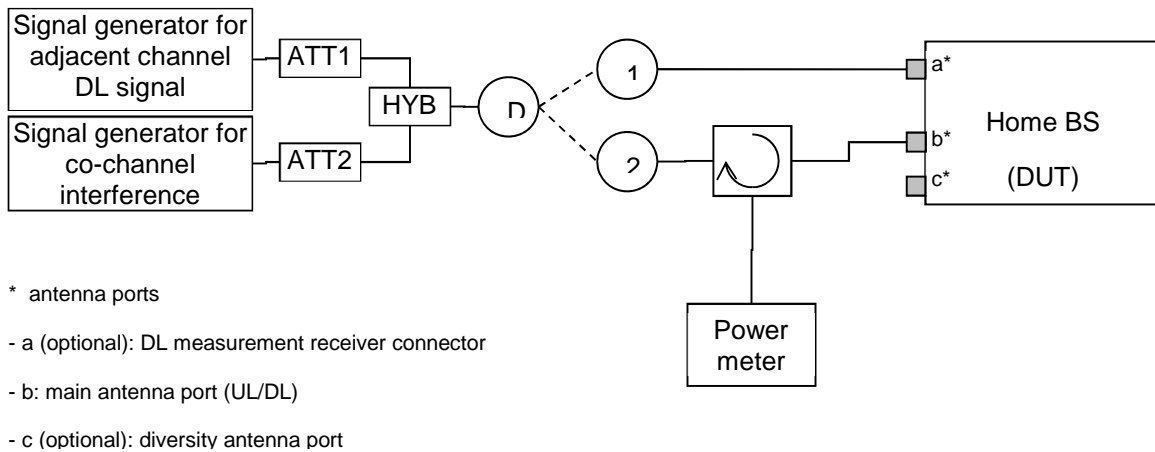 Signal generator for
adjacent channel
DL signal
ATT1
HYB
Signal generator for
co-channel
interference
ATT2
D
1
2
a*
b*
c*
Home BS
(DUT)
Power
meter
* antenna ports
- a (optional): DL measurement receiver connector
- b: main antenna port (UL/DL)
- c (optional): diversity antenna port